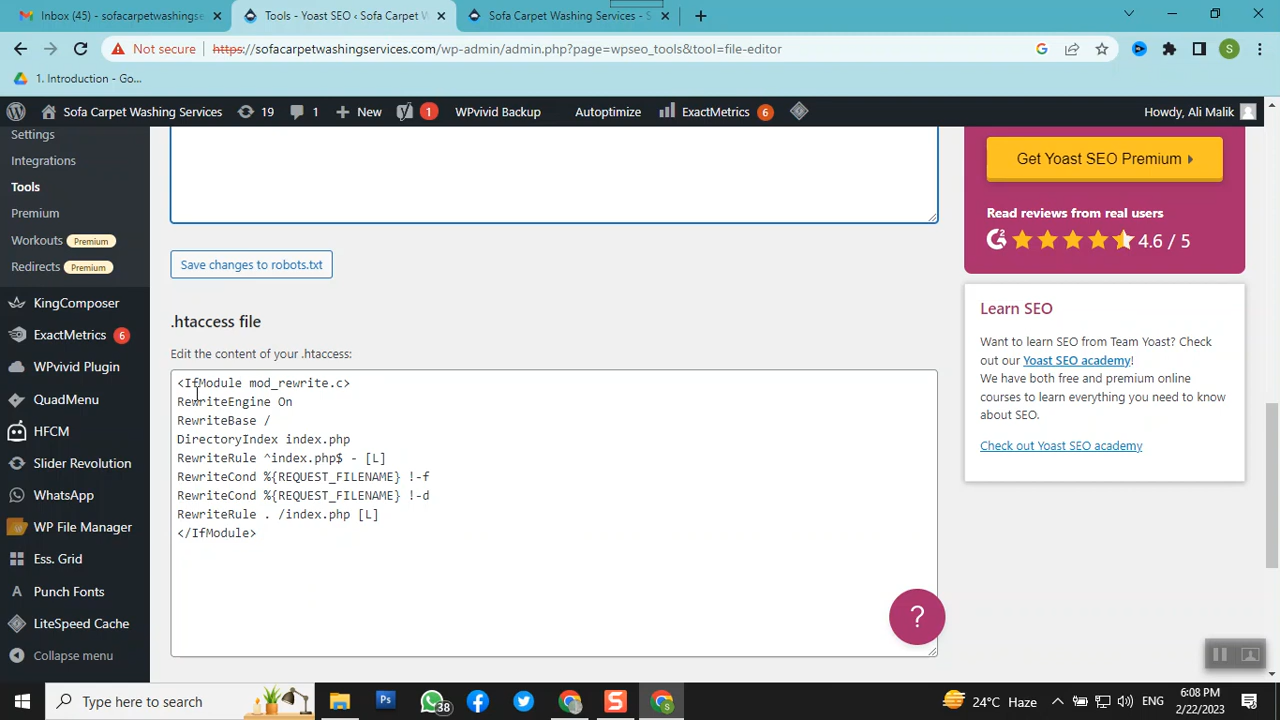 Inbox (45) - sofacarpetwashingse
Tools - Yoast SEO ‹ Sofa Carpet W
Sofa Carpet Washing Services - S
Not secure
https://sofacarpetwashingservices.com/wp-admin/admin.php?page=wpseo_tools&tool=file-editor
S
1. Introduction - Go...
Sofa Carpet Washing Services
19
1
New
1
WPvivid Backup
Autoptimize
ExactMetrics
6
Howdy, Ali Malik
Settings
Integrations
Tools
Premium
Workouts Premium
Redirects Premium
KingComposer
ExactMetrics 6
WPvivid Plugin
QuadMenu
HFCM
Slider Revolution
WhatsApp
WP File Manager
Ess. Grid
Punch Fonts
LiteSpeed Cache
Collapse menu
Save changes to robots.txt
.htaccess file
Edit the content of your .htaccess:
<IfModule mod_rewrite.c>
RewriteEngine On
RewriteBase /
DirectoryIndex index.php
RewriteRule ^index.php$ - [L]
RewriteCond %{REQUEST_FILENAME} !-f
RewriteCond %{REQUEST_FILENAME} !-d
RewriteRule . /index.php [L]
</IfModule>
Get Yoast SEO Premium
Read reviews from real users
4.6 / 5
Learn SEO
Want to learn SEO from Team Yoast? Check
out our Yoast SEO academy!
We have both free and premium online
courses to learn everything you need to know
about SEO.
Check out Yoast SEO academy
?
Type here to search
Ps
38
S
S
24°C Haze
ENG
6:08 PM
2/22/2023